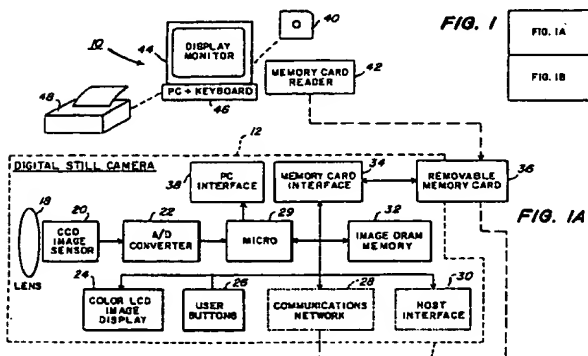 FIG. 1
FIG. 1A
FIG. 1B
10
44
DISPLAY
MONITOR
40
42
MEMORY CARD
READER
48
PC + KEYBOARD
46
12
DIGITAL STILL CAMERA
38
PC
INTERFACE
34
MEMORY CARD
INTERFACE
REMOVABLE
MEMORY CARD
36
FIG. 1A
18
LENS
20
CCD
IMAGE
SENSOR
22
A/D
CONVERTER
29
MICRO
32
IMAGE DRAM
MEMORY
24
COLOR LCD
IMAGE
DISPLAY
26
USER
BUTTONS
28
COMMUNICATIONS
NETWORK
30
HOST
INTERFACE